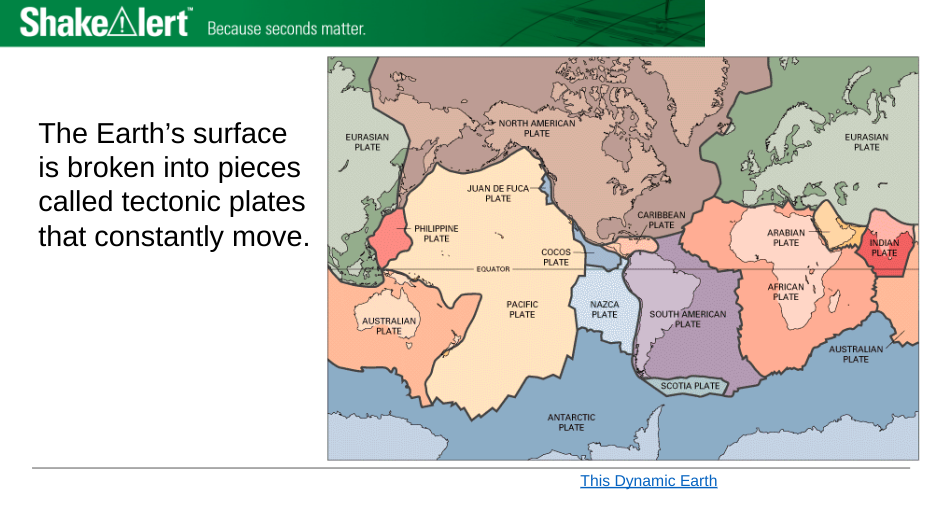 Shake⚠lert™ Because seconds matter.
The Earth’s surface
is broken into pieces
called tectonic plates
that constantly move.
NORTH AMERICAN
PLATE
EURASIAN
PLATE
EURASIAN
PLATE
JUAN DE FUCA
PLATE
CARIBBEAN
PLATE
PHILIPPINE
PLATE
ARABIAN
PLATE
INDIAN
PLATE
COCOS
PLATE
EQUATOR
AFRICAN
PLATE
PACIFIC
PLATE
NAZCA
PLATE
SOUTH AMERICAN
PLATE
AUSTRALIAN
PLATE
AUSTRALIAN
PLATE
SCOTIA PLATE
ANTARCTIC
PLATE
This Dynamic Earth